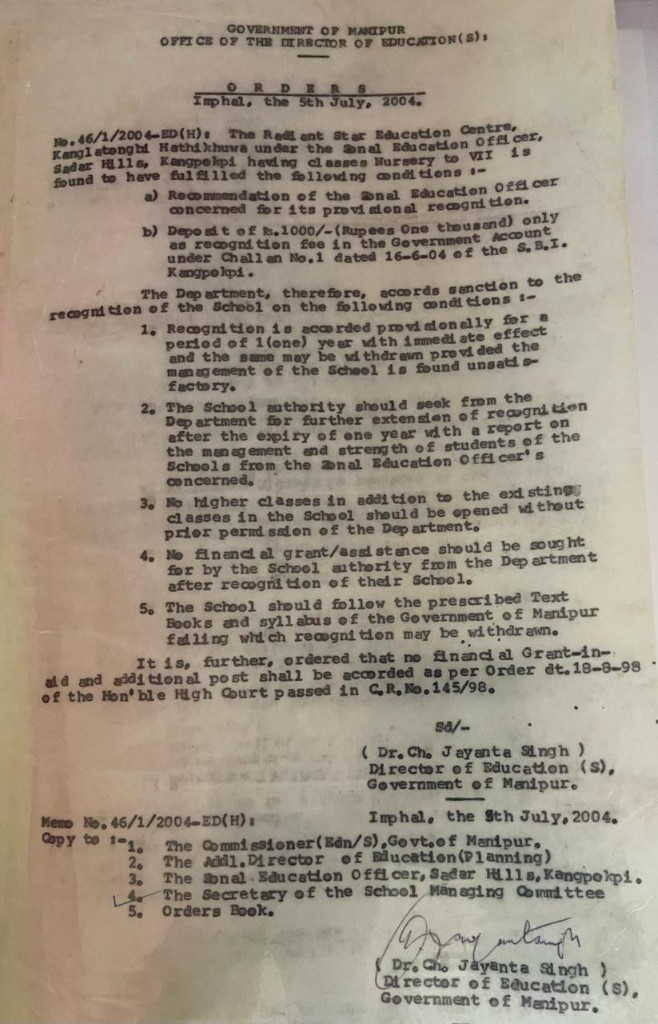 GOVERNMENT OF MANIPUR
OFFICE OF THE DIRECTOR OF EDUCATION(S):
O R D E R S
Imphal, the 5th July, 2004.
No.46/1/2004-ED(H): The Radiant Star Education Centre,
Kanglatongbi Hathikhuwa under the Zonal Education Officer,
Sadar Hills, Kangpokpi having classes Nursery to VII is
found to have fulfilled the following conditions :-
a) Recommendation of the Zonal Education Officer
concerned for its provisional recognition.
b) Deposit of Rs.1000/-(Rupees One thousand) only
as recognition fee in the Government Account
under Challan No.1 dated 16-6-04 of the S.B.I.
Kangpokpi.
The Department, therefore, accords sanction to the
recognition of the School on the following conditions :-
1. Recognition is accorded provisionally for a
period of 1(one) year with immediate effect
and the same may be withdrawn provided the
management of the School is found unsatis-
factory.
2. The School authority should seek from the
Department for further extension of recognition
after the expiry of one year with a report on
the management and strength of students of the
Schools from the Zonal Education Officer's
concerned.
3. No higher classes in addition to the existing
classes in the School should be opened without
prior permission of the Department.
4. No financial grant/assistance should be sought
for by the School authority from the Department
after recognition of their School.
5. The School should follow the prescribed Text
Books and syllabus of the Government of Manipur
failing which recognition may be withdrawn.
It is, further, ordered that no financial Grant-in-
aid and additional post shall be accorded as per Order dt.18-8-98
of the Hon'ble High Court passed in C.R.No.145/98.
Sd/-
( Dr.Ch. Jayanta Singh )
Director of Education (S),
Government of Manipur.
Memo No.46/1/2004-ED(H): Imphal, the 5th July,2004.
Copy to :-1. The Commissioner(Edn/S),Govt.of Manipur.
2. The Addl.Director of Education(Planning)
3. The Zonal Education Officer,Sadar Hills,Kangpokpi.
4. The Secretary of the School Managing Committee
5. Orders Book.
( Dr.Ch. Jayanta Singh )
Director of Education (S),
Government of Manipur.